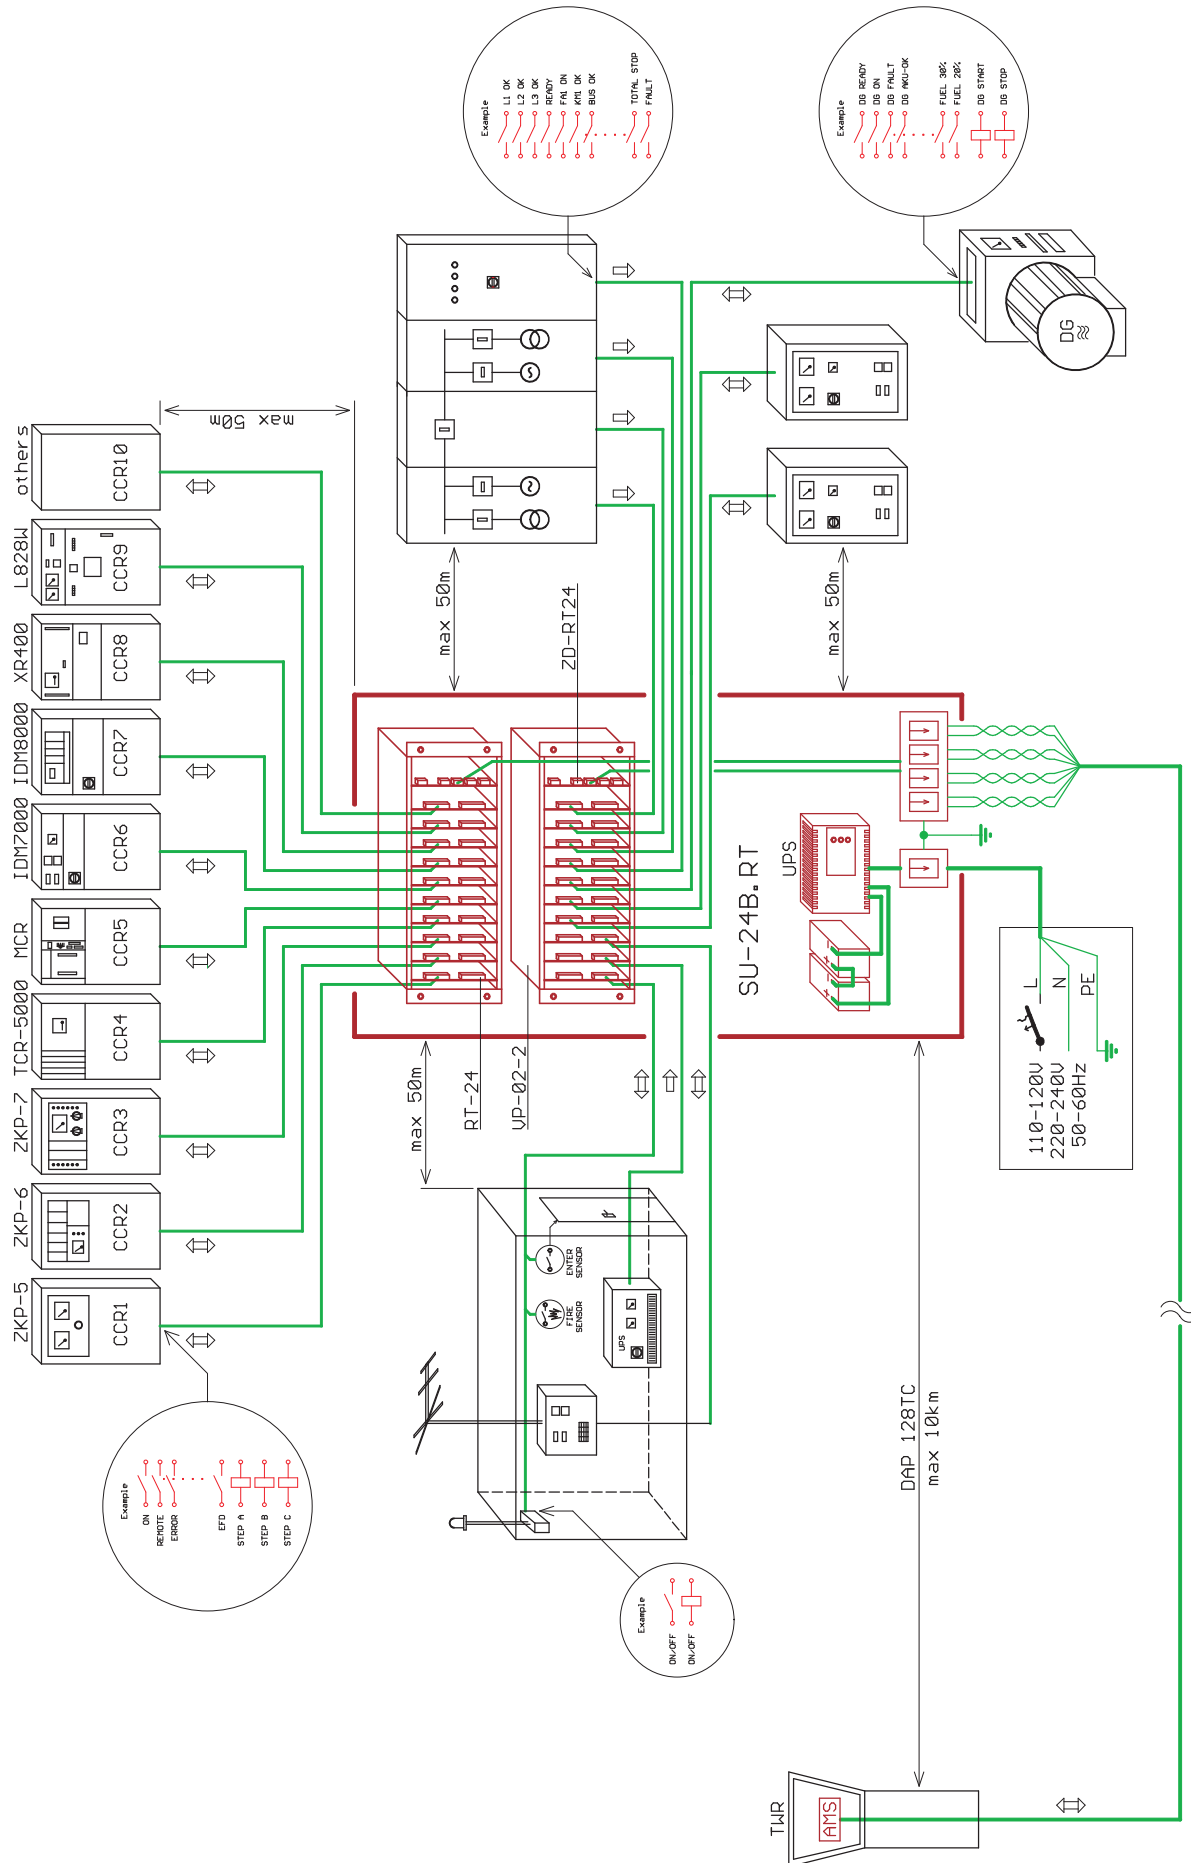 ZKP-5
ZKP-6
ZKP-7
TCR-5000
MCR
IDM7000
IDM8000
XR400
L828W
others
CCR1
CCR2
CCR3
CCR4
CCR5
CCR6
CCR7
CCR8
CCR9
CCR10
max 50m
Example
ON
REMOTE
ERROR
EFD
STEP A
STEP B
STEP C
Example
L1 OK
L2 OK
L3 OK
READY
FA1 ON
KM1 OK
BUS OK
TOTAL STOP
FAULT
Example
DG READY
DG ON
DG FAULT
DG AKU-OK
FUEL 30%
FUEL 20%
DG START
DG STOP
DG
max 50m
max 50m
max 50m
ZD-RT24
RT-24
VP-02-2
SU-24B.RT
UPS
- + - +
ENTER
SENSOR
FIRE
SENSOR
UPS
Example
ON/OFF
ON/OFF
110-120V
220-240V
50-60Hz
L
N
PE
DAP 128TC
max 10km
TWR
AMS